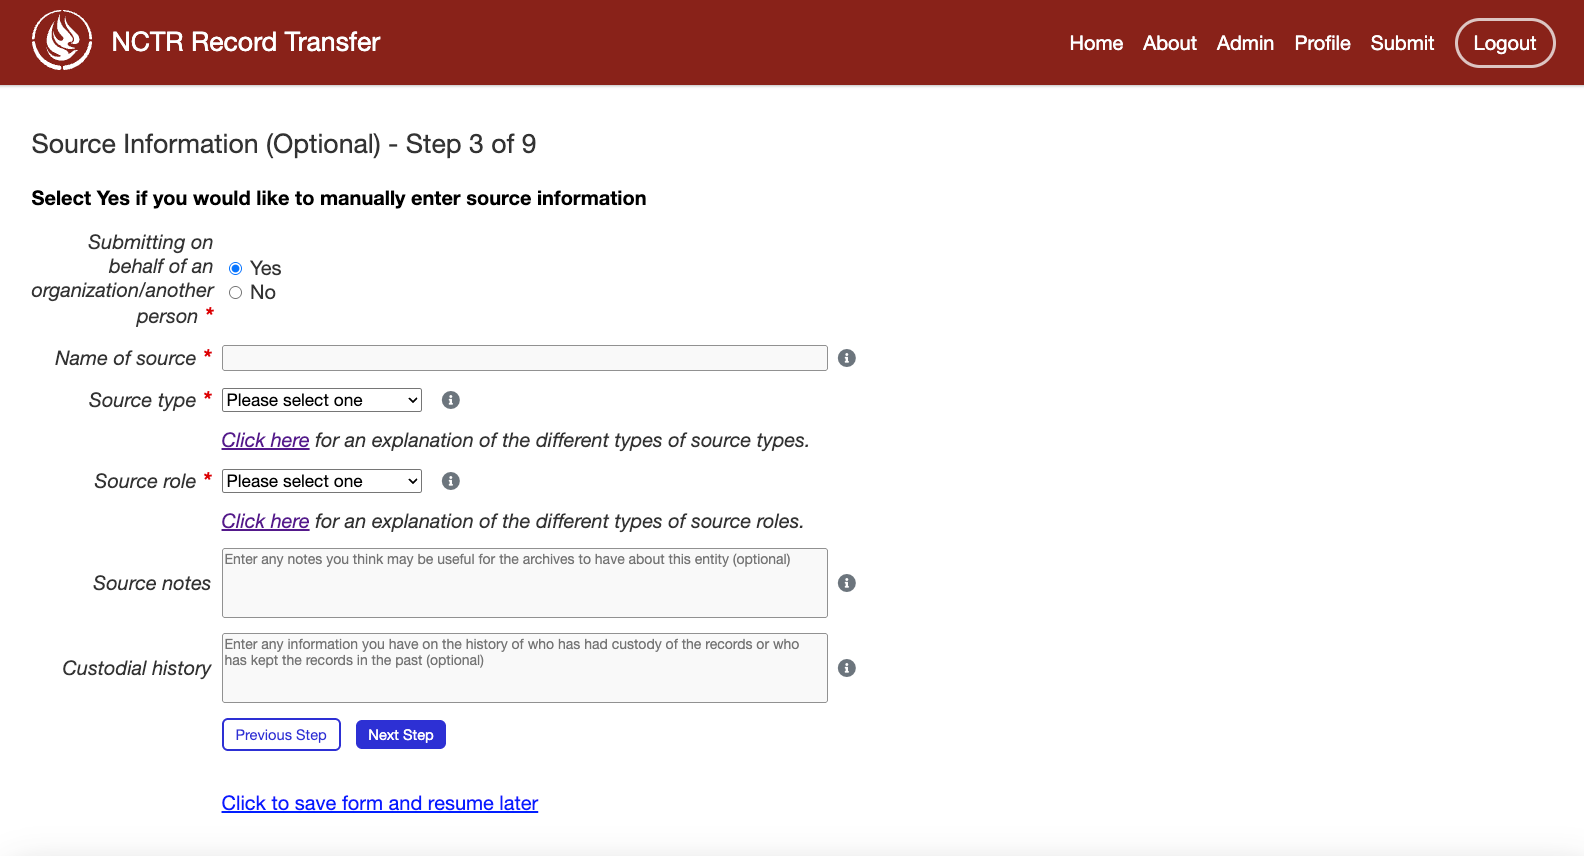 NCTR Record Transfer
Home About Admin Profile Submit Logout
Source Information (Optional) - Step 3 of 9
Select Yes if you would like to manually enter source information
Submitting on
behalf of an
organization/another
person *
Yes
No
Name of source *
Source type *
Please select one
Click here for an explanation of the different types of source types.
Source role *
Please select one
Click here for an explanation of the different types of source roles.
Source notes
Enter any notes you think may be useful for the archives to have about this entity (optional)
Custodial history
Enter any information you have on the history of who has had custody of the records or who
has kept the records in the past (optional)
Previous Step
Next Step
Click to save form and resume later